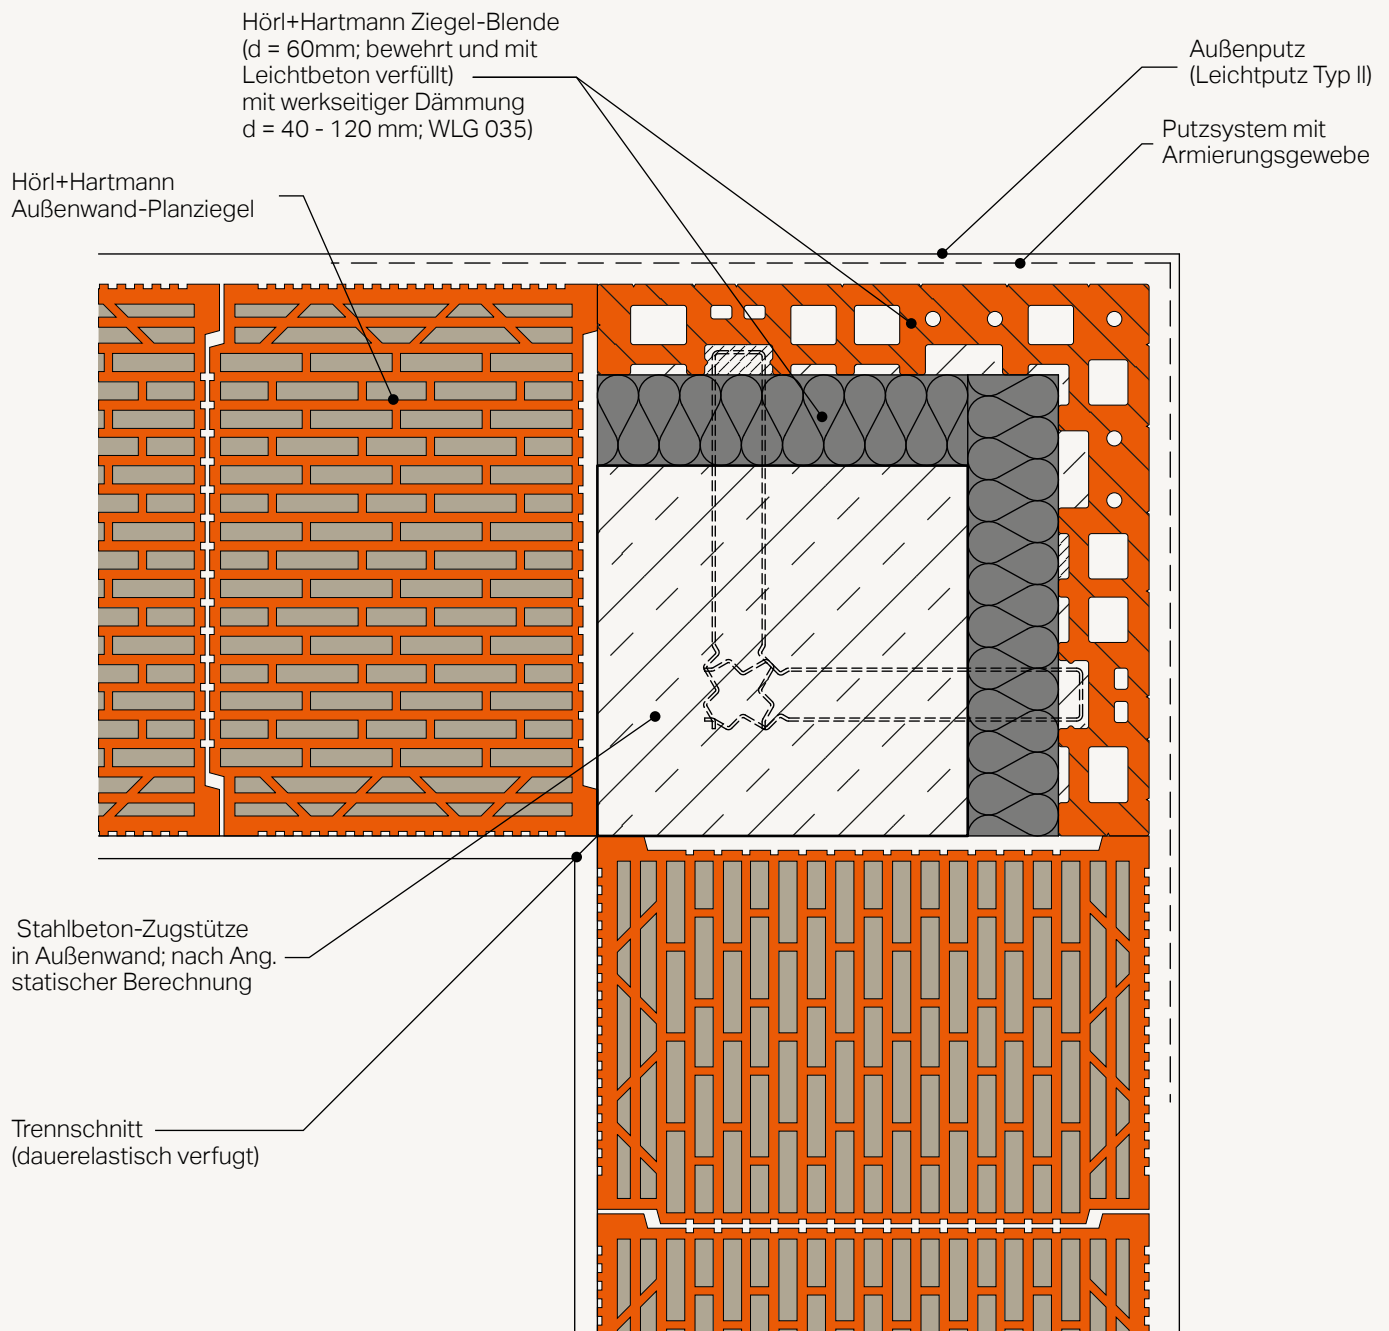 Hörl+Hartmann Ziegel-Blende
(d = 60mm; bewehrt und mit
Leichtbeton verfüllt)
mit werkseitiger Dämmung
d = 40 - 120 mm; WLG 035)
Außenputz
(Leichtputz Typ II)
Putzsystem mit
Armierungsgewebe
Hörl+Hartmann
Außenwand-Planziegel
Stahlbeton-Zugstütze
in Außenwand; nach Ang.
statischer Berechnung
Trennschnitt
(dauerelastisch verfugt)